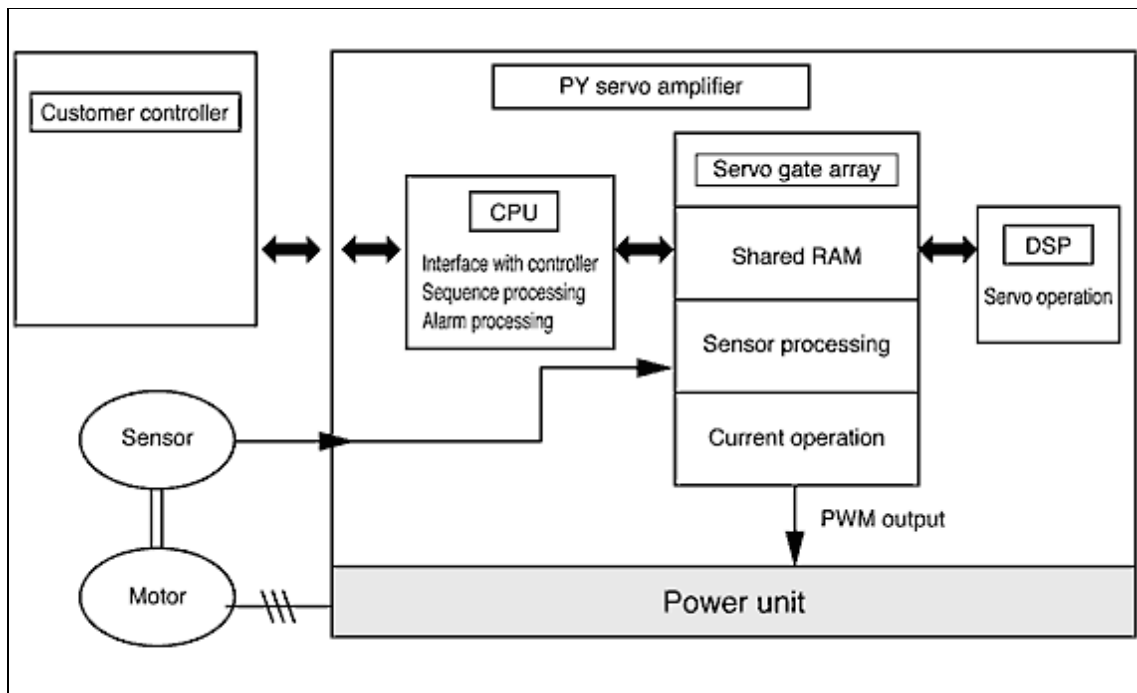 PY servo amplifier
Customer controller
Servo gate array
CPU
Interface with controller
Sequence processing
Alarm processing
Shared RAM
DSP
Servo operation
Sensor processing
Sensor
Current operation
PWM output
Motor
Power unit